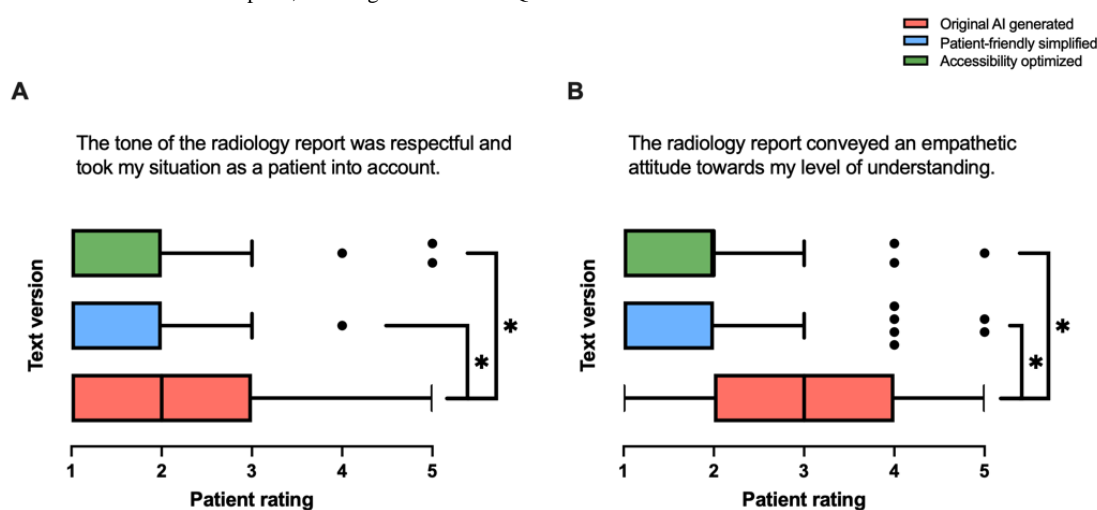 Original AI generated
Patient-friendly simplified
Accessibility optimized
A
The tone of the radiology report was respectful and
took my situation as a patient into account.
Text version
*
*
1 2 3 4 5
Patient rating
B
The radiology report conveyed an empathetic
attitude towards my level of understanding.
Text version
*
*
1 2 3 4 5
Patient rating